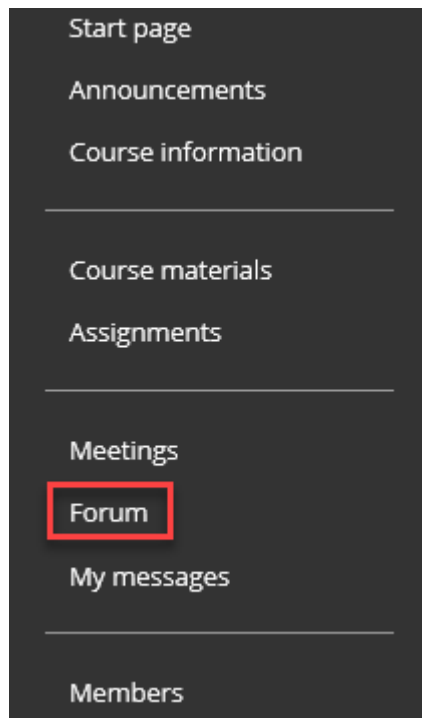 Start page
Announcements
Course information
Course materials
Assignments
Meetings
Forum
My messages
Members